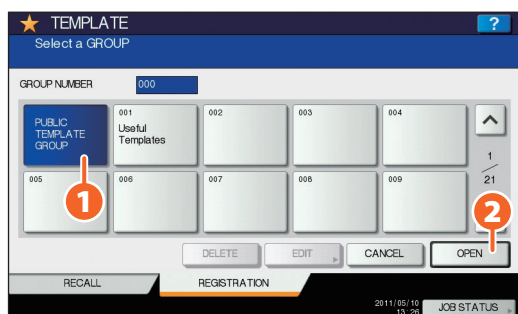 TEMPLATE
?
Select a GROUP
GROUP NUMBER 000
PUBLIC
TEMPLATE
GROUP
001
Useful
Templates
002
003
004
1
21
005
006
007
008
009
1
2
DELETE
EDIT
CANCEL
OPEN
RECALL
REGISTRATION
2011/05/10
13:26
JOB STATUS